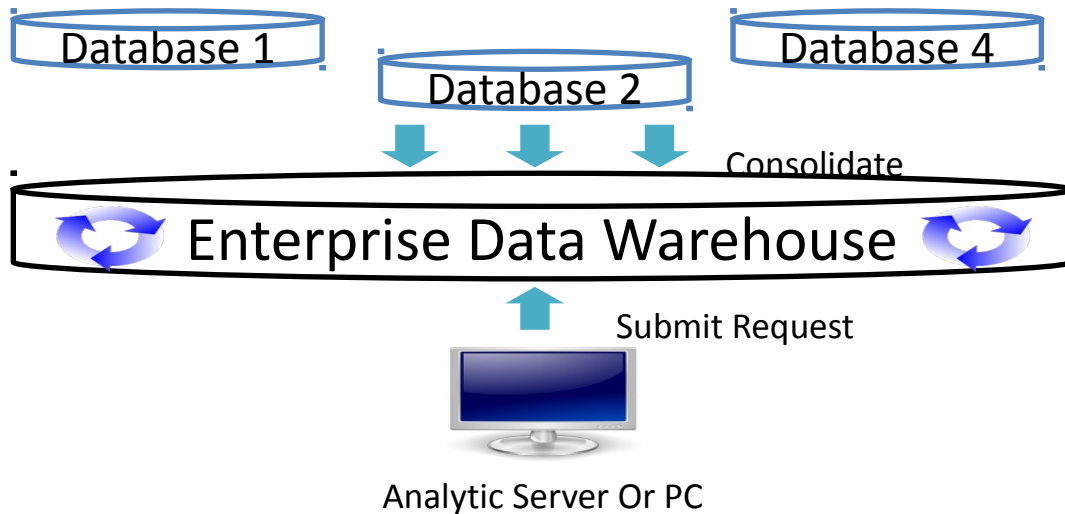 Database 1
Database 4
Database 2
Consolidate
Enterprise Data Warehouse
Submit Request
Analytic Server Or PC